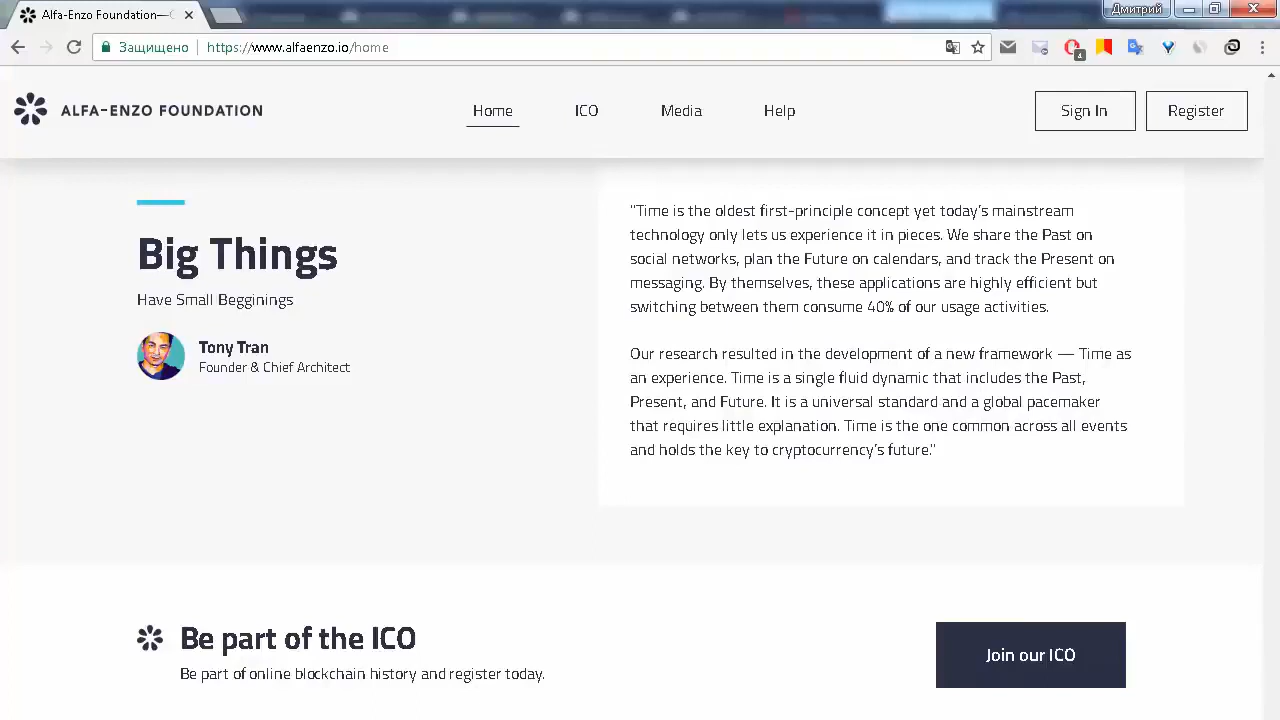 Alfa-Enzo Foundation—
Дмитрий
Защищено
https://www.alfaenzo.io/home
4
ALFA-ENZO FOUNDATION
Home
ICO
Media
Help
Sign In
Register
Big Things
Have Small Begginings
Tony Tran
Founder & Chief Architect
"Time is the oldest first-principle concept yet today's mainstream
technology only lets us experience it in pieces. We share the Past on
social networks, plan the Future on calendars, and track the Present on
messaging. By themselves, these applications are highly efficient but
switching between them consume 40% of our usage activities.
Our research resulted in the development of a new framework — Time as
an experience. Time is a single fluid dynamic that includes the Past,
Present, and Future. It is a universal standard and a global pacemaker
that requires little explanation. Time is the one common across all events
and holds the key to cryptocurrency's future."
Be part of the ICO
Be part of online blockchain history and register today.
Join our ICO